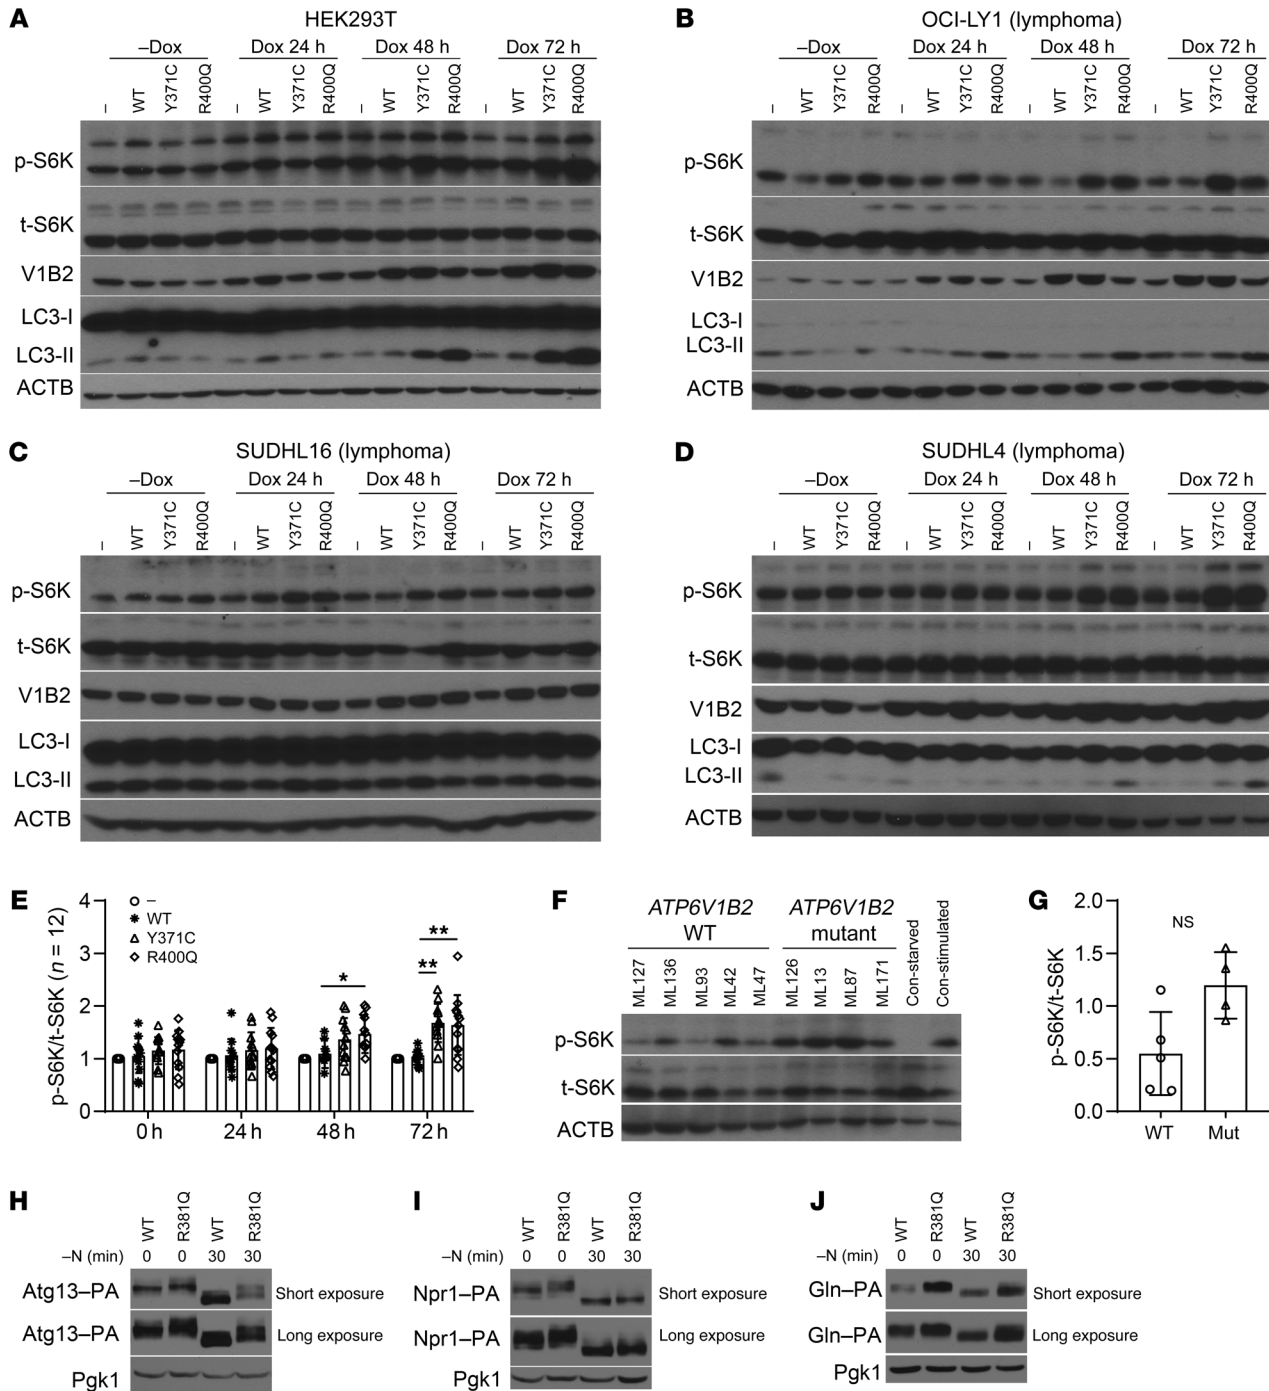 A
HEK293T
–Dox Dox 24 h Dox 48 h Dox 72 h
– WT Y371C R400Q – WT Y371C R400Q – WT Y371C R400Q – WT Y371C R400Q
p-S6K
t-S6K
V1B2
LC3-I
LC3-II
ACTB
B
OCI-LY1 (lymphoma)
–Dox Dox 24 h Dox 48 h Dox 72 h
– WT Y371C R400Q – WT Y371C R400Q – WT Y371C R400Q – WT Y371C R400Q
p-S6K
t-S6K
V1B2
LC3-I
LC3-II
ACTB
C
SUDHL16 (lymphoma)
–Dox Dox 24 h Dox 48 h Dox 72 h
– WT Y371C R400Q – WT Y371C R400Q – WT Y371C R400Q – WT Y371C R400Q
p-S6K
t-S6K
V1B2
LC3-I
LC3-II
ACTB
D
SUDHL4 (lymphoma)
–Dox Dox 24 h Dox 48 h Dox 72 h
– WT Y371C R400Q – WT Y371C R400Q – WT Y371C R400Q – WT Y371C R400Q
p-S6K
t-S6K
V1B2
LC3-I
LC3-II
ACTB
E
p-S6K/t-S6K (n = 12)
4
3
2
1
0
–
WT
Y371C
R400Q
*
**
**
0 h 24 h 48 h 72 h
F
ATP6V1B2 ATP6V1B2
WT mutant
ML127 ML136 ML93 ML42 ML47 ML126 ML13 ML87 ML171 Con-starved Con-stimulated
p-S6K
t-S6K
ACTB
G
p-S6K/t-S6K
2.0
1.5
1.0
0.5
0.0
NS
WT Mut
H
WT R381Q WT R381Q
–N (min) 0 0 30 30
Atg13–PA Short exposure
Atg13–PA Long exposure
Pgk1
I
WT R381Q WT R381Q
–N (min) 0 0 30 30
Npr1–PA Short exposure
Npr1–PA Long exposure
Pgk1
J
WT R381Q WT R381Q
–N (min) 0 0 30 30
Gln–PA Short exposure
Gln–PA Long exposure
Pgk1